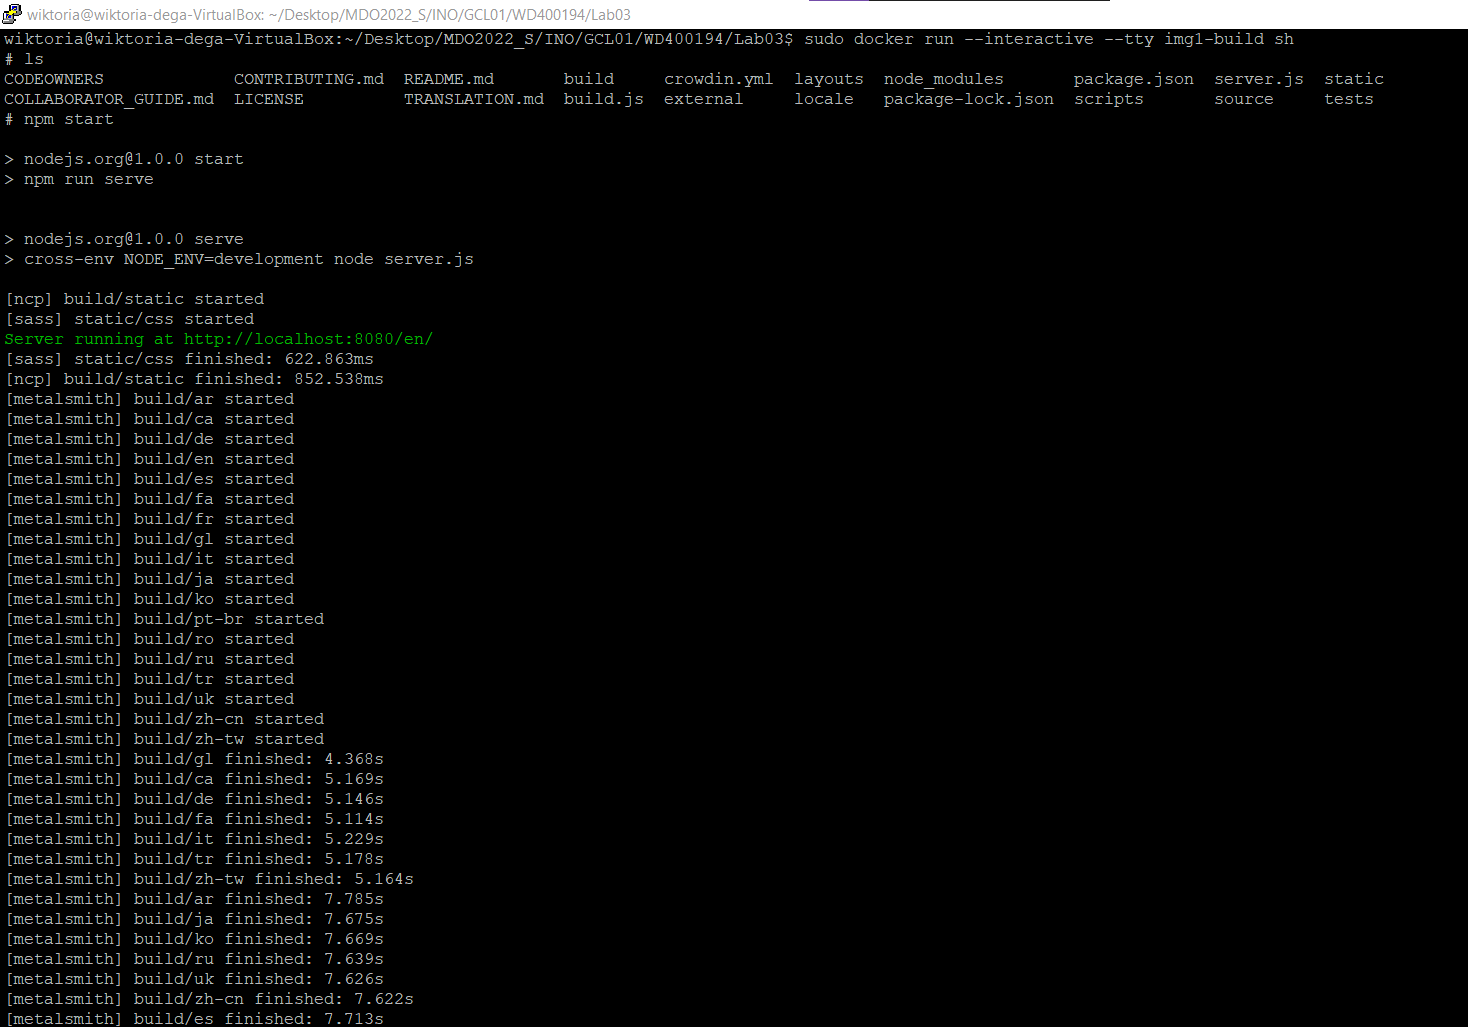 wiktoria@wiktoria-dega-VirtualBox: ~/Desktop/MDO2022_S/INO/GCL01/WD400194/Lab03
wiktoria@wiktoria-dega-VirtualBox:~/Desktop/MDO2022_S/INO/GCL01/WD400194/Lab03$ sudo docker run --interactive --tty img1-build sh
# ls
CODEOWNERS CONTRIBUTING.md README.md build crowdin.yml layouts node_modules package.json server.js static
COLLABORATOR_GUIDE.md LICENSE TRANSLATION.md build.js external locale package-lock.json scripts source tests
# npm start
> nodejs.org@1.0.0 start
> npm run serve
> nodejs.org@1.0.0 serve
> cross-env NODE_ENV=development node server.js
[ncp] build/static started
[sass] static/css started
Server running at http://localhost:8080/en/
[sass] static/css finished: 622.863ms
[ncp] build/static finished: 852.538ms
[metalsmith] build/ar started
[metalsmith] build/ca started
[metalsmith] build/de started
[metalsmith] build/en started
[metalsmith] build/es started
[metalsmith] build/fa started
[metalsmith] build/fr started
[metalsmith] build/gl started
[metalsmith] build/it started
[metalsmith] build/ja started
[metalsmith] build/ko started
[metalsmith] build/pt-br started
[metalsmith] build/ro started
[metalsmith] build/ru started
[metalsmith] build/tr started
[metalsmith] build/uk started
[metalsmith] build/zh-cn started
[metalsmith] build/zh-tw started
[metalsmith] build/gl finished: 4.368s
[metalsmith] build/ca finished: 5.169s
[metalsmith] build/de finished: 5.146s
[metalsmith] build/fa finished: 5.114s
[metalsmith] build/it finished: 5.229s
[metalsmith] build/tr finished: 5.178s
[metalsmith] build/zh-tw finished: 5.164s
[metalsmith] build/ar finished: 7.785s
[metalsmith] build/ja finished: 7.675s
[metalsmith] build/ko finished: 7.669s
[metalsmith] build/ru finished: 7.639s
[metalsmith] build/uk finished: 7.626s
[metalsmith] build/zh-cn finished: 7.622s
[metalsmith] build/es finished: 7.713s